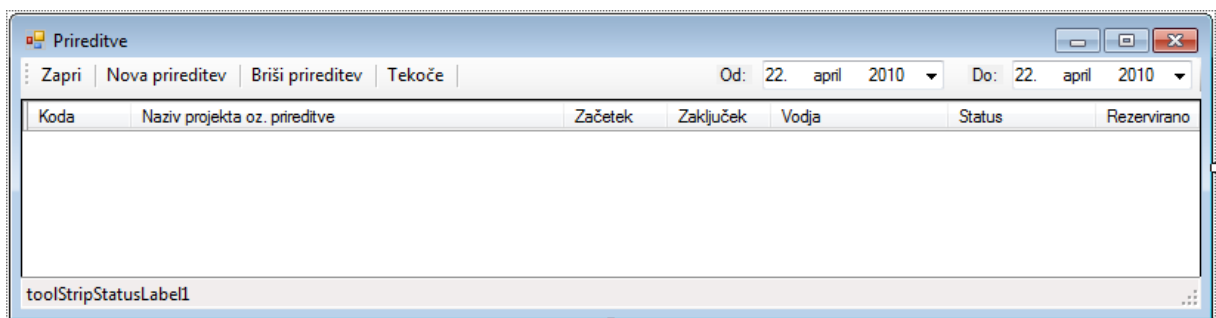 Prireditve
Zapri Nova prireditev Briši prireditev Tekoče Od: 22. april 2010 Do: 22. april 2010
Koda Naziv projekta oz. prireditve Začetek Zaključek Vodja Status Rezervirano
toolStripStatusLabel1